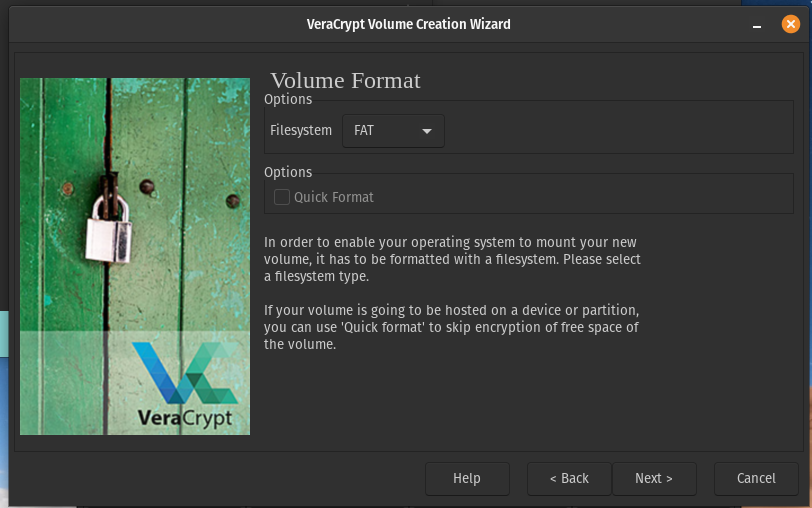 VeraCrypt Volume Creation Wizard
Volume Format
Options
Filesystem FAT
Options
Quick Format
In order to enable your operating system to mount your new
volume, it has to be formatted with a filesystem. Please select
a filesystem type.
If your volume is going to be hosted on a device or partition,
you can use 'Quick format' to skip encryption of free space of
the volume.
VeraCrypt
Help < Back Next > Cancel